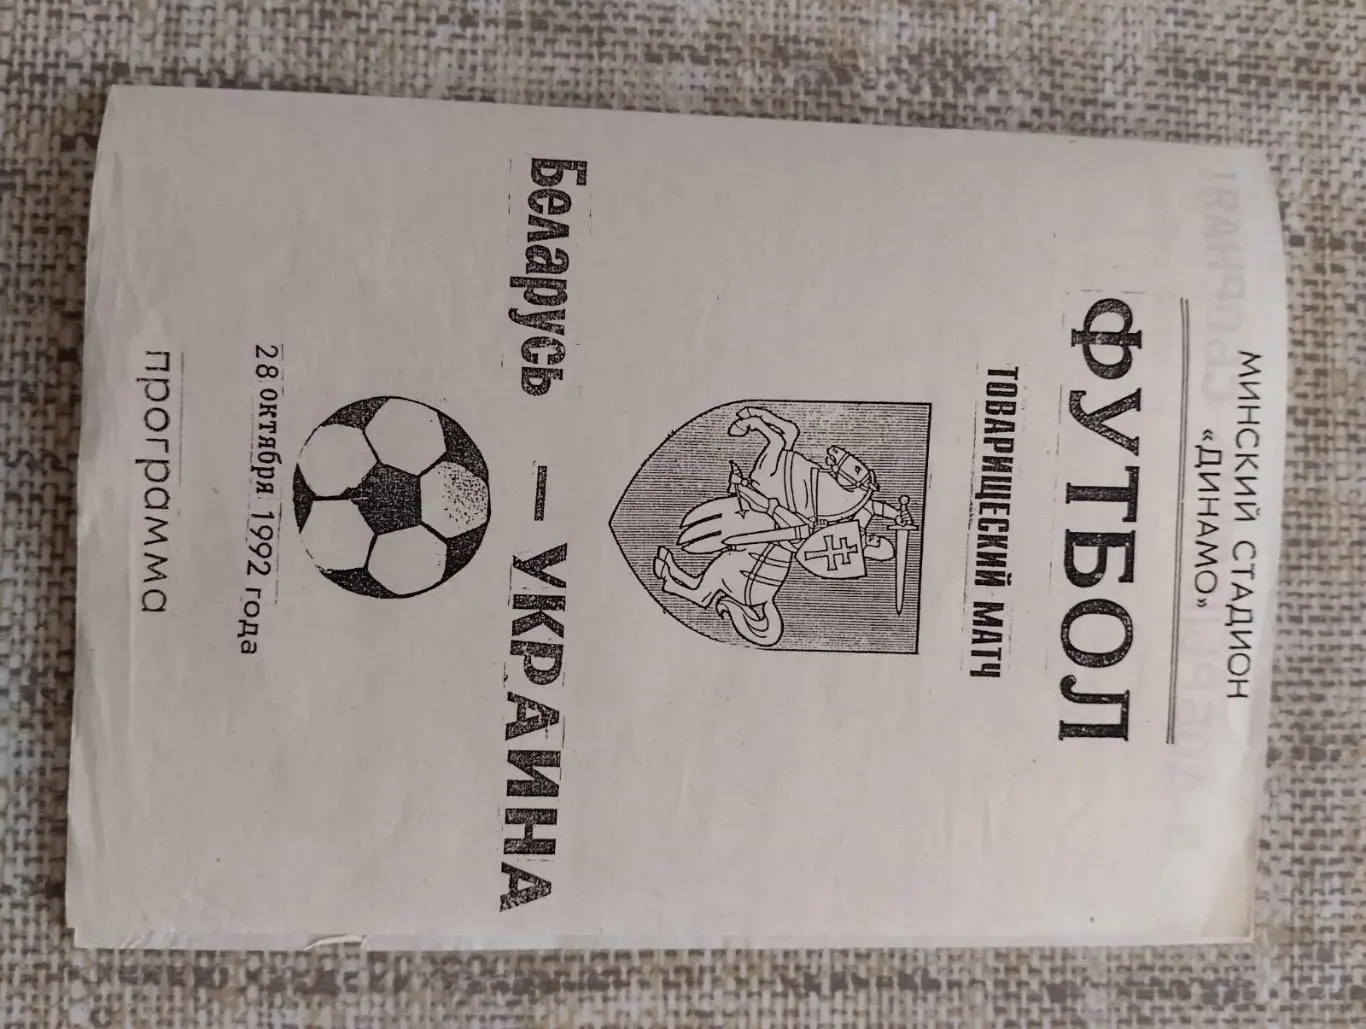 МИНСКИЙ СТАДИОН
«ДИНАМО»
ФУТБОЛ
ТОВАРИЩЕСКИЙ МАТЧ
Беларусь — УКРАИНА
28 октября 1992 года
программа